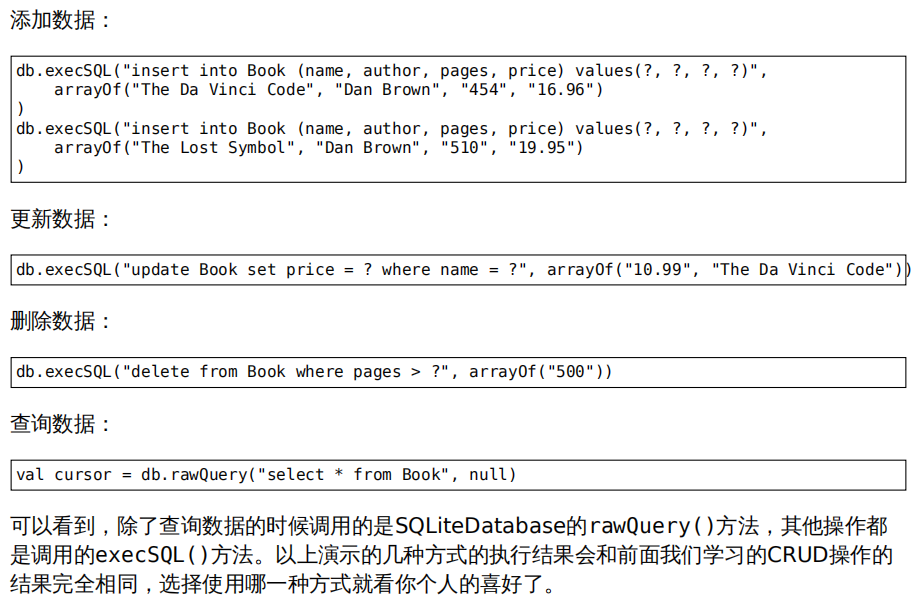 添加数据：
db.execSQL("insert into Book (name, author, pages, price) values(?, ?, ?, ?)",
    arrayOf("The Da Vinci Code", "Dan Brown", "454", "16.96")
)
db.execSQL("insert into Book (name, author, pages, price) values(?, ?, ?, ?)",
    arrayOf("The Lost Symbol", "Dan Brown", "510", "19.95")
)
更新数据：
db.execSQL("update Book set price = ? where name = ?", arrayOf("10.99", "The Da Vinci Code"))
删除数据：
db.execSQL("delete from Book where pages > ?", arrayOf("500"))
查询数据：
val cursor = db.rawQuery("select * from Book", null)
可以看到，除了查询数据的时候调用的是SQLiteDatabase的rawQuery()方法，其他操作都
是调用的execSQL()方法。以上演示的几种方式的执行结果会和前面我们学习的CRUD操作的
结果完全相同，选择使用哪一种方式就看你个人的喜好了。